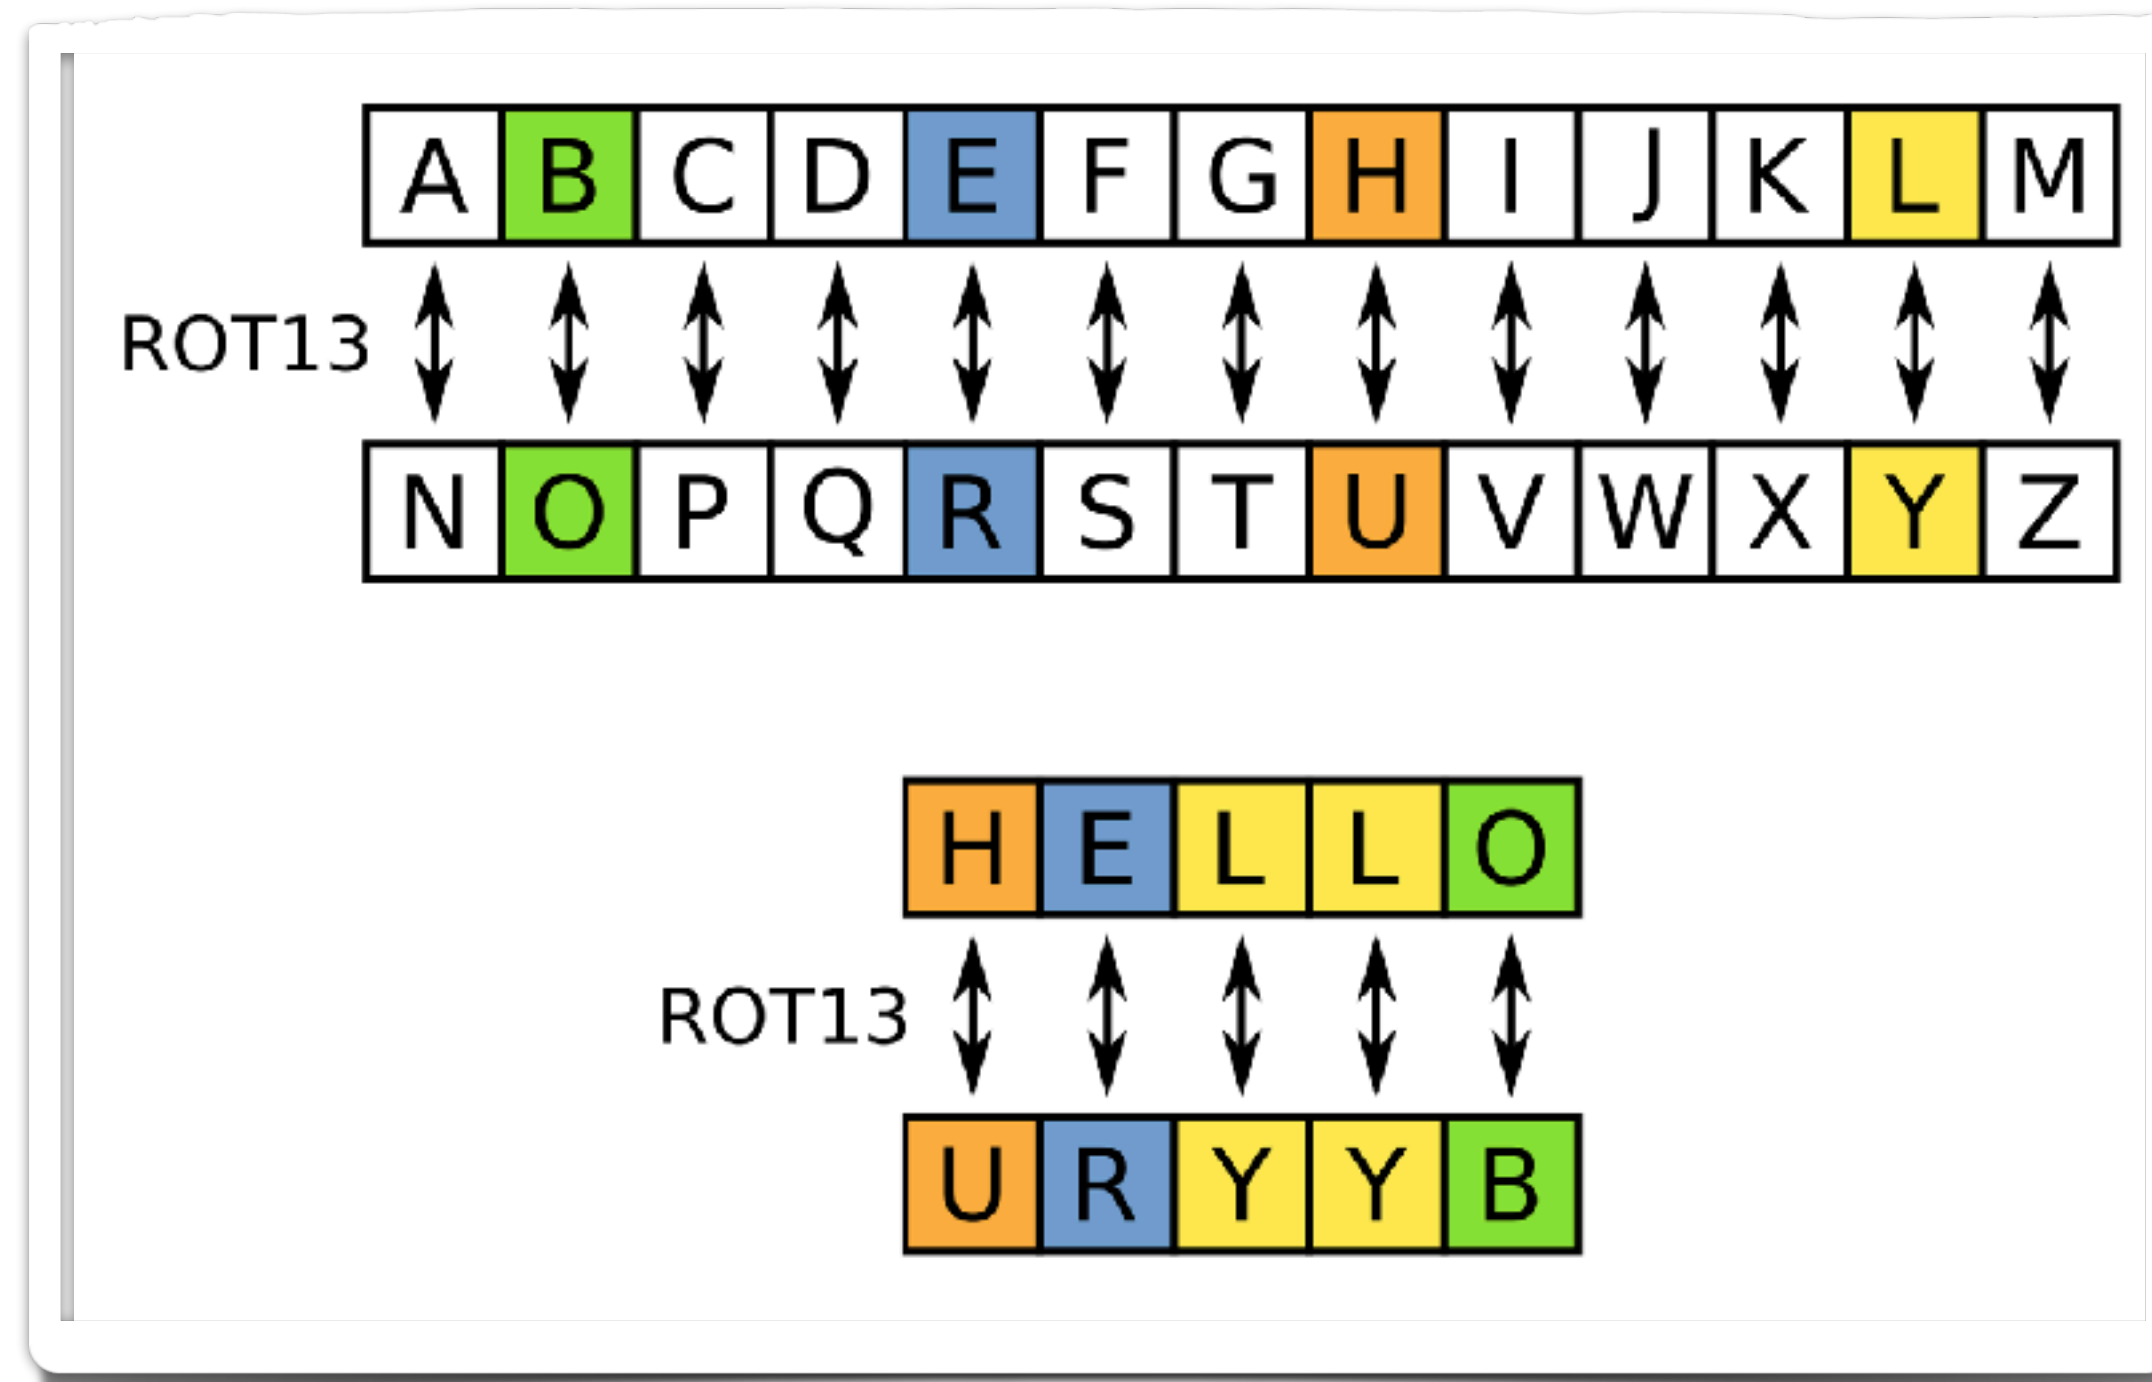 A B C D E F G H I J K L M
ROT13
N O P Q R S T U V W X Y Z
H E L L O
ROT13
U R Y Y B